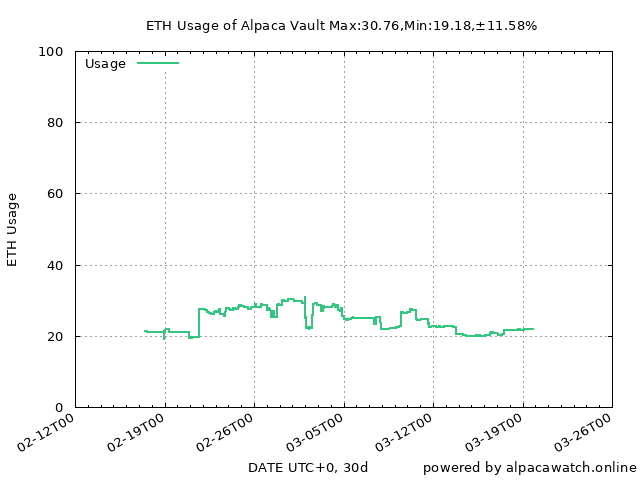 ETH Usage of Alpaca Vault Max:30.76,Min:19.18,±11.58%
100
Usage
80
60
ETH Usage
40
20
0
02-12T00 02-19T00 02-26T00 03-05T00 03-12T00 03-19T00 03-26T00
DATE UTC+0, 30d powered by alpacawatch.online